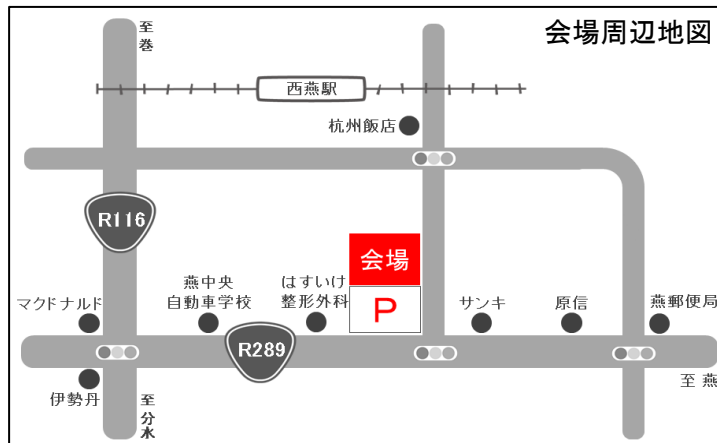 会場周辺地図
至巻
西燕駅
杭州飯店
R116
会場
P
燕中央
自動車学校
はすいけ
整形外科
マクドナルド
サンキ
原信
燕郵便局
R289
至燕
伊勢丹
至分水